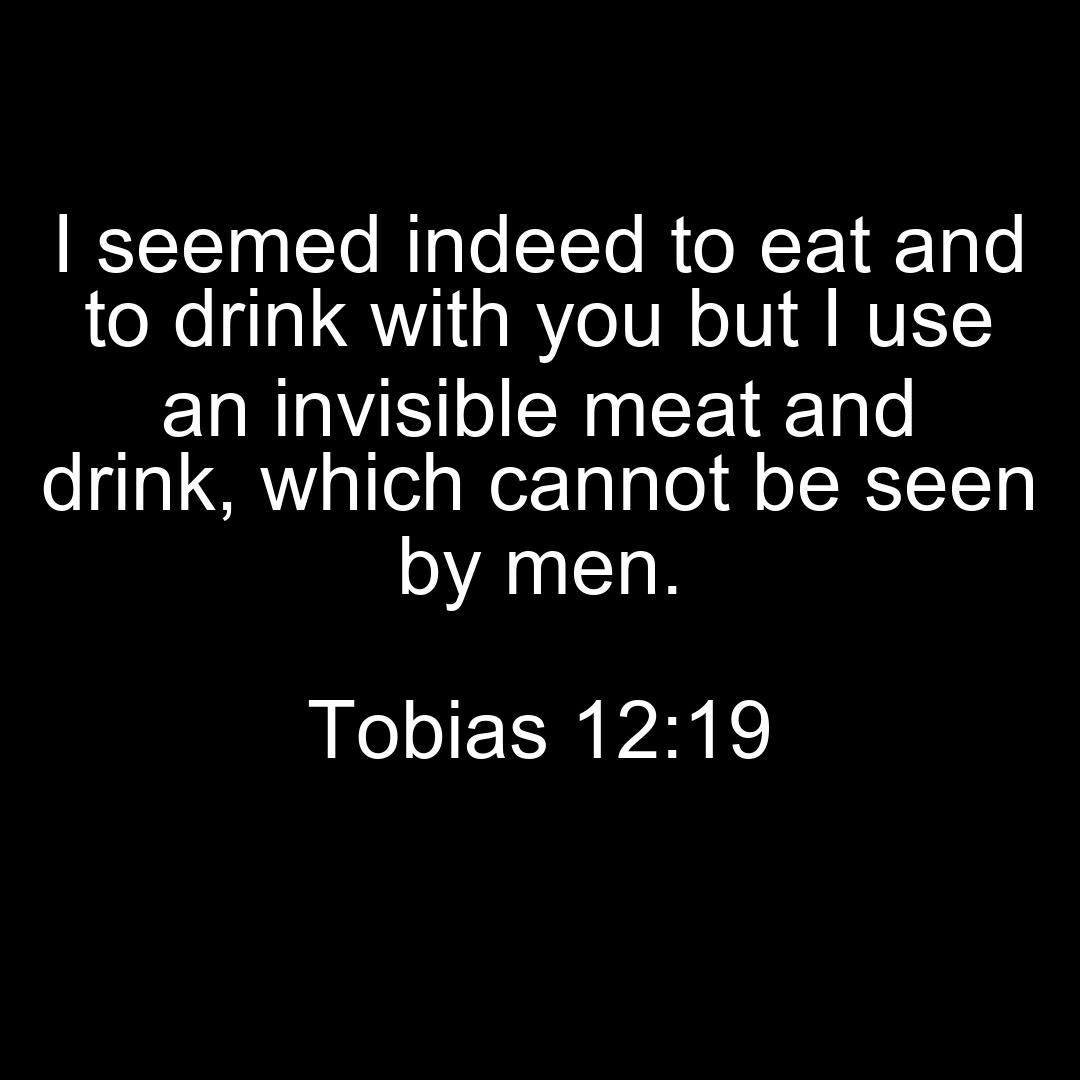 I seemed indeed to eat and
to drink with you but I use
an invisible meat and
drink, which cannot be seen
by men.
Tobias 12:19